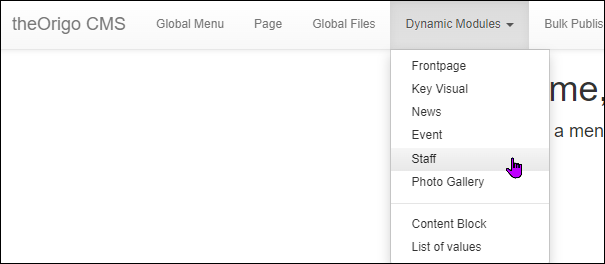 theOrigo CMS Global Menu Page Global Files Dynamic Modules Bulk Publis
Frontpage
Key Visual
me,
News
Event
a men
Staff
Photo Gallery
Content Block
List of values